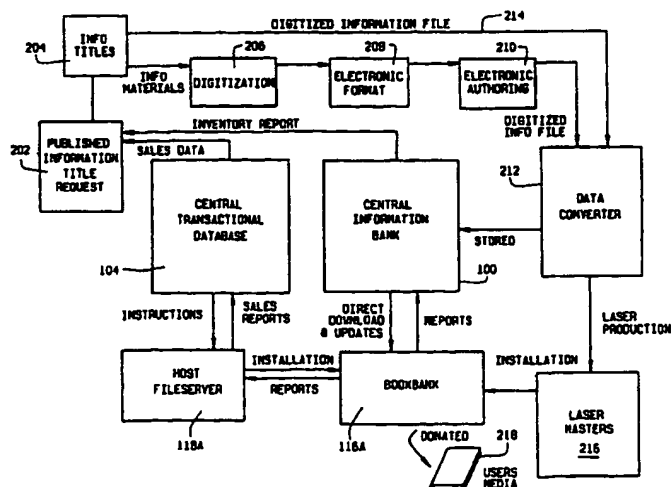 DIGITIZED INFORMATION FILE
214
204
INFO
TITLES
206
208
210
INFO
MATERIALS
DIGITIZATION
ELECTRONIC
FORMAT
ELECTRONIC
AUTHORING
INVENTORY REPORT
DIGITIZED
INFO FILE
202
PUBLISHED
INFORMATION
TITLE
REQUEST
SALES DATA
212
CENTRAL
TRANSACTIONAL
DATABASE
CENTRAL
INFORMATION
BANK
DATA
CONVERTER
STORED
104
100
INSTRUCTIONS
SALES
REPORTS
DIRECT
DOWNLOAD
& UPDATES
REPORTS
LASER
PRODUCTION
HOST
FILESERVER
INSTALLATION
REPORTS
BOOKBANK
INSTALLATION
LASER
MASTERS
216
118A
116A
DONATED
218
USERS
MEDIA